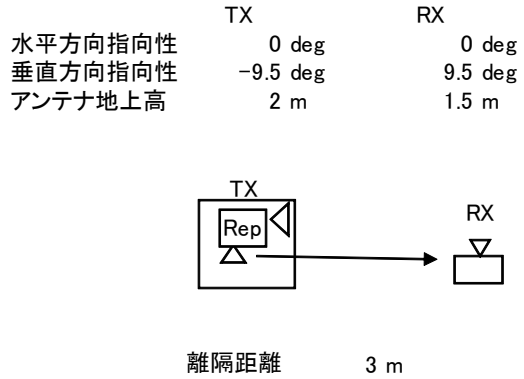 TX RX
水平方向指向性 0 deg 0 deg
垂直方向指向性 -9.5 deg 9.5 deg
アンテナ地上高 2 m 1.5 m
TX
Rep
RX
離隔距離 3 m